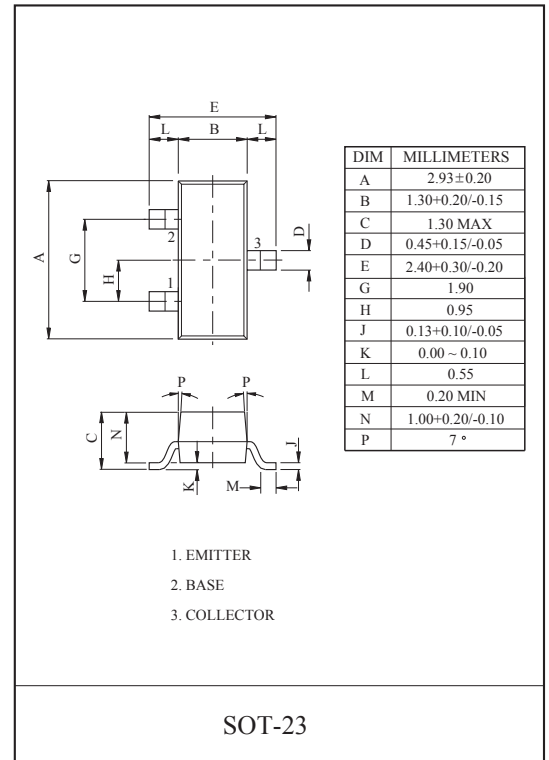 E
L B L
A
G
H
2
1
3
D
DIM MILLIMETERS
A 2.93±0.20
B 1.30+0.20/-0.15
C 1.30 MAX
D 0.45+0.15/-0.05
E 2.40+0.30/-0.20
G 1.90
H 0.95
J 0.13+0.10/-0.05
K 0.00 ~ 0.10
L 0.55
M 0.20 MIN
N 1.00+0.20/-0.10
P 7 °
P P
C
N
K
M
J
1. EMITTER
2. BASE
3. COLLECTOR
SOT-23